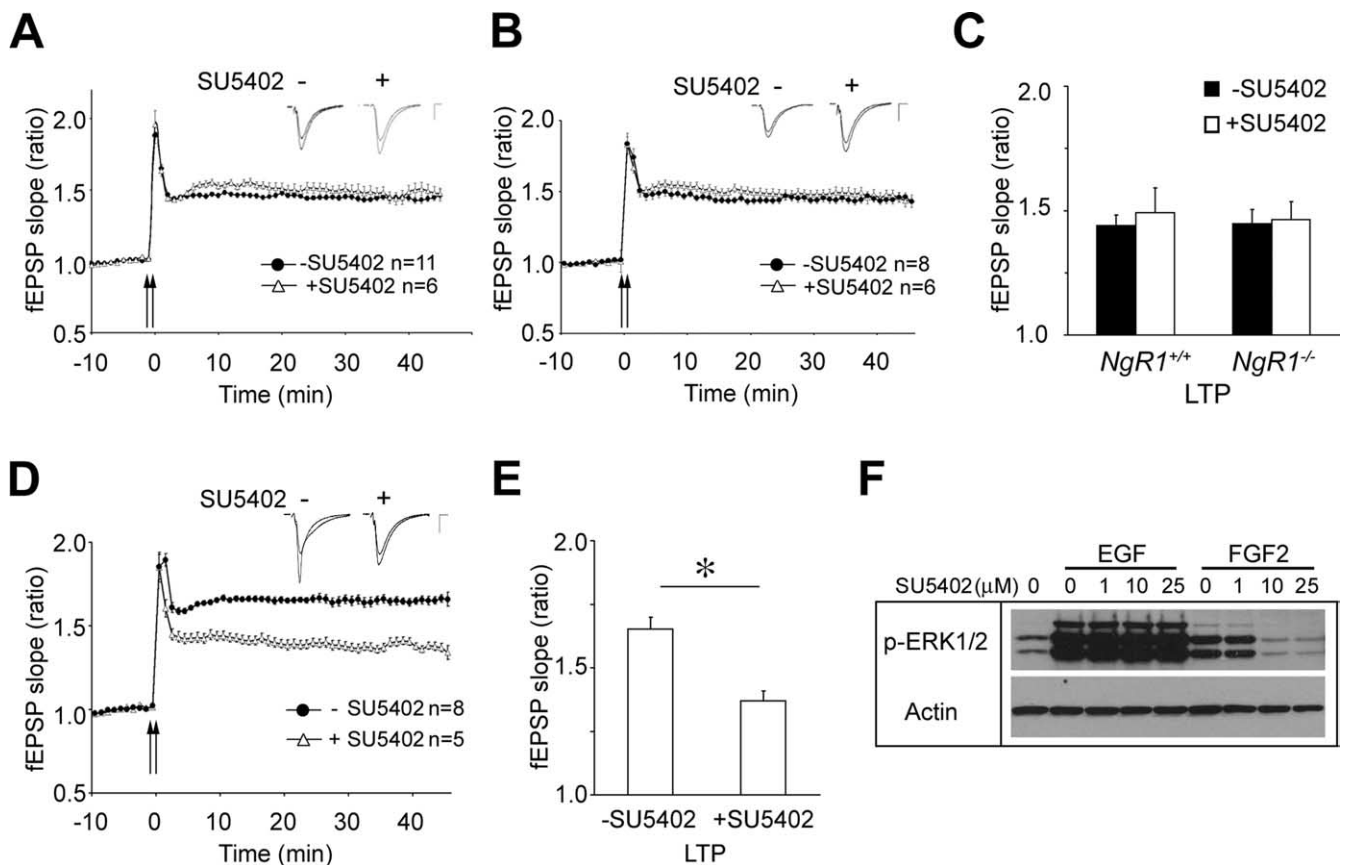 A
SU5402 - +
fEPSP slope (ratio)
2.0
1.5
1.0
0.5
-SU5402 n=11
+SU5402 n=6
-10 0 10 20 30 40
Time (min)
B
SU5402 - +
fEPSP slope (ratio)
2.0
1.5
1.0
0.5
-SU5402 n=8
+SU5402 n=6
-10 0 10 20 30 40
Time (min)
C
-SU5402
+SU5402
fEPSP slope (ratio)
2.0
1.5
1.0
NgR1+/+ NgR1-/-
LTP
D
SU5402 - +
fEPSP slope (ratio)
2.0
1.5
1.0
0.5
- SU5402 n=8
+ SU5402 n=5
-10 0 10 20 30 40
Time (min)
E
fEPSP slope (ratio)
2.0
1.5
1.0
*
-SU5402 +SU5402
LTP
F
EGF FGF2
SU5402 (μM) 0 0 1 10 25 0 1 10 25
p-ERK1/2
Actin